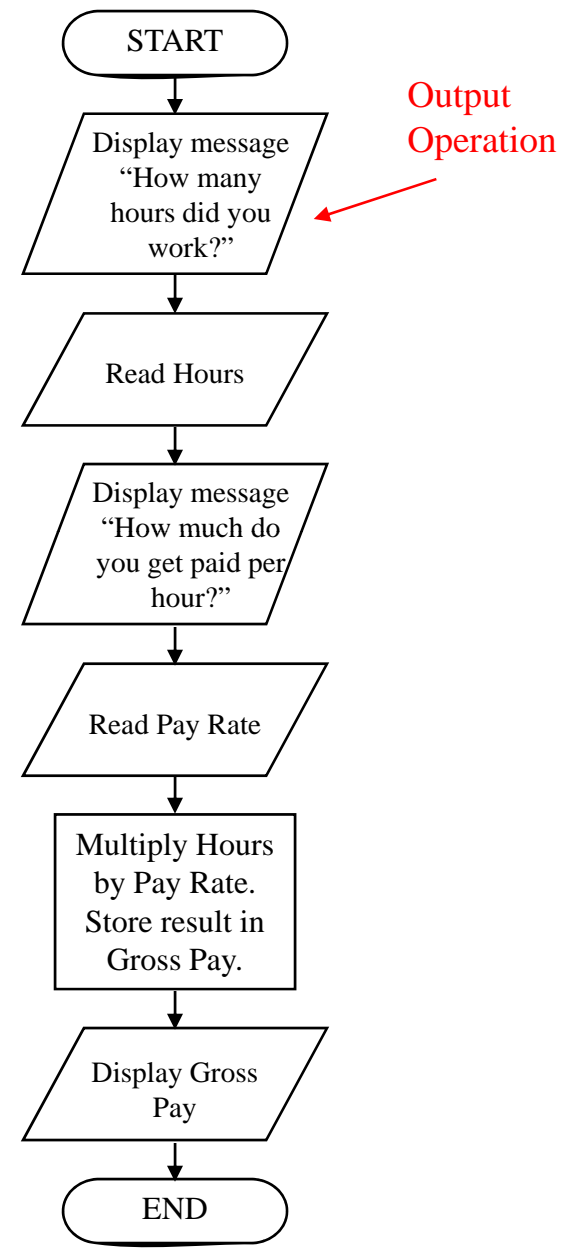 START
Output
Operation
Display message
“How many
hours did you
work?”
Read Hours
Display message
“How much do
you get paid per
hour?”
Read Pay Rate
Multiply Hours
by Pay Rate.
Store result in
Gross Pay.
Display Gross
Pay
END